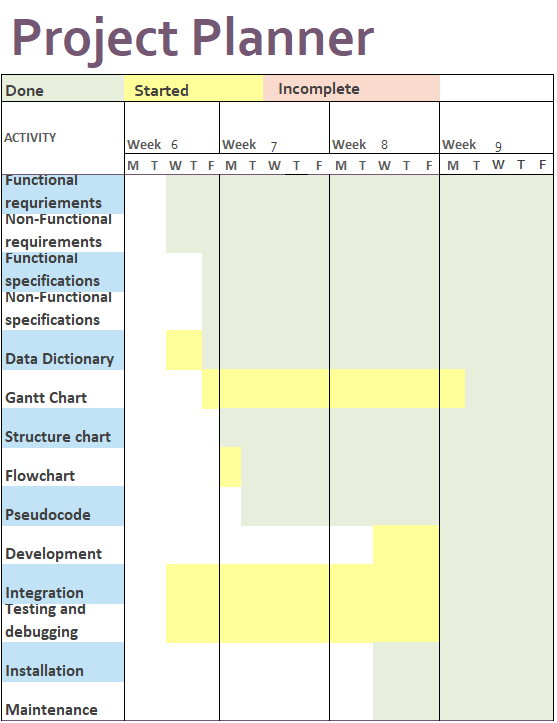 Project Planner
Done Started Incomplete
ACTIVITY
Week 6 Week 7 Week 8 Week 9
M T W T F M T W T F M T W T F M T W T F
Functional
requriements
Non-Functional
requirements
Functional
specifications
Non-Functional
specifications
Data Dictionary
Gantt Chart
Structure chart
Flowchart
Pseudocode
Development
Integration
Testing and
debugging
Installation
Maintenance